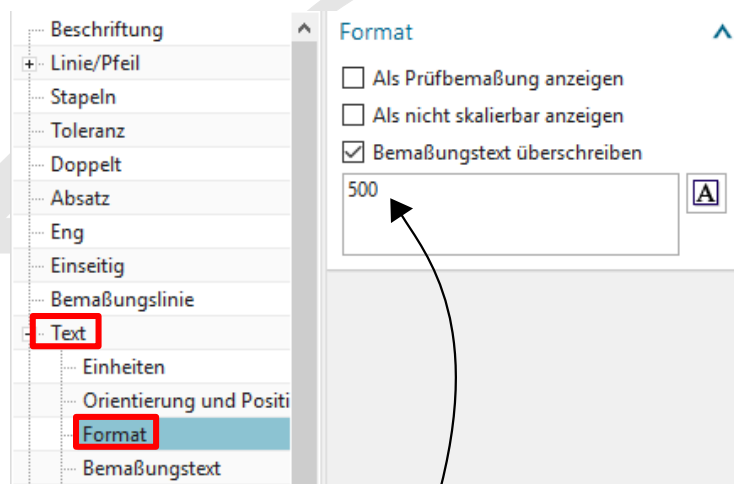 Beschriftung
Linie/Pfeil
Stapeln
Toleranz
Doppelt
Absatz
Eng
Einseitig
Bemaßungslinie
Text
Einheiten
Orientierung und Positi
Format
Bemaßungstext
Format
Als Prüfbemaßung anzeigen
Als nicht skalierbar anzeigen
Bemaßungstext überschreiben
500
A